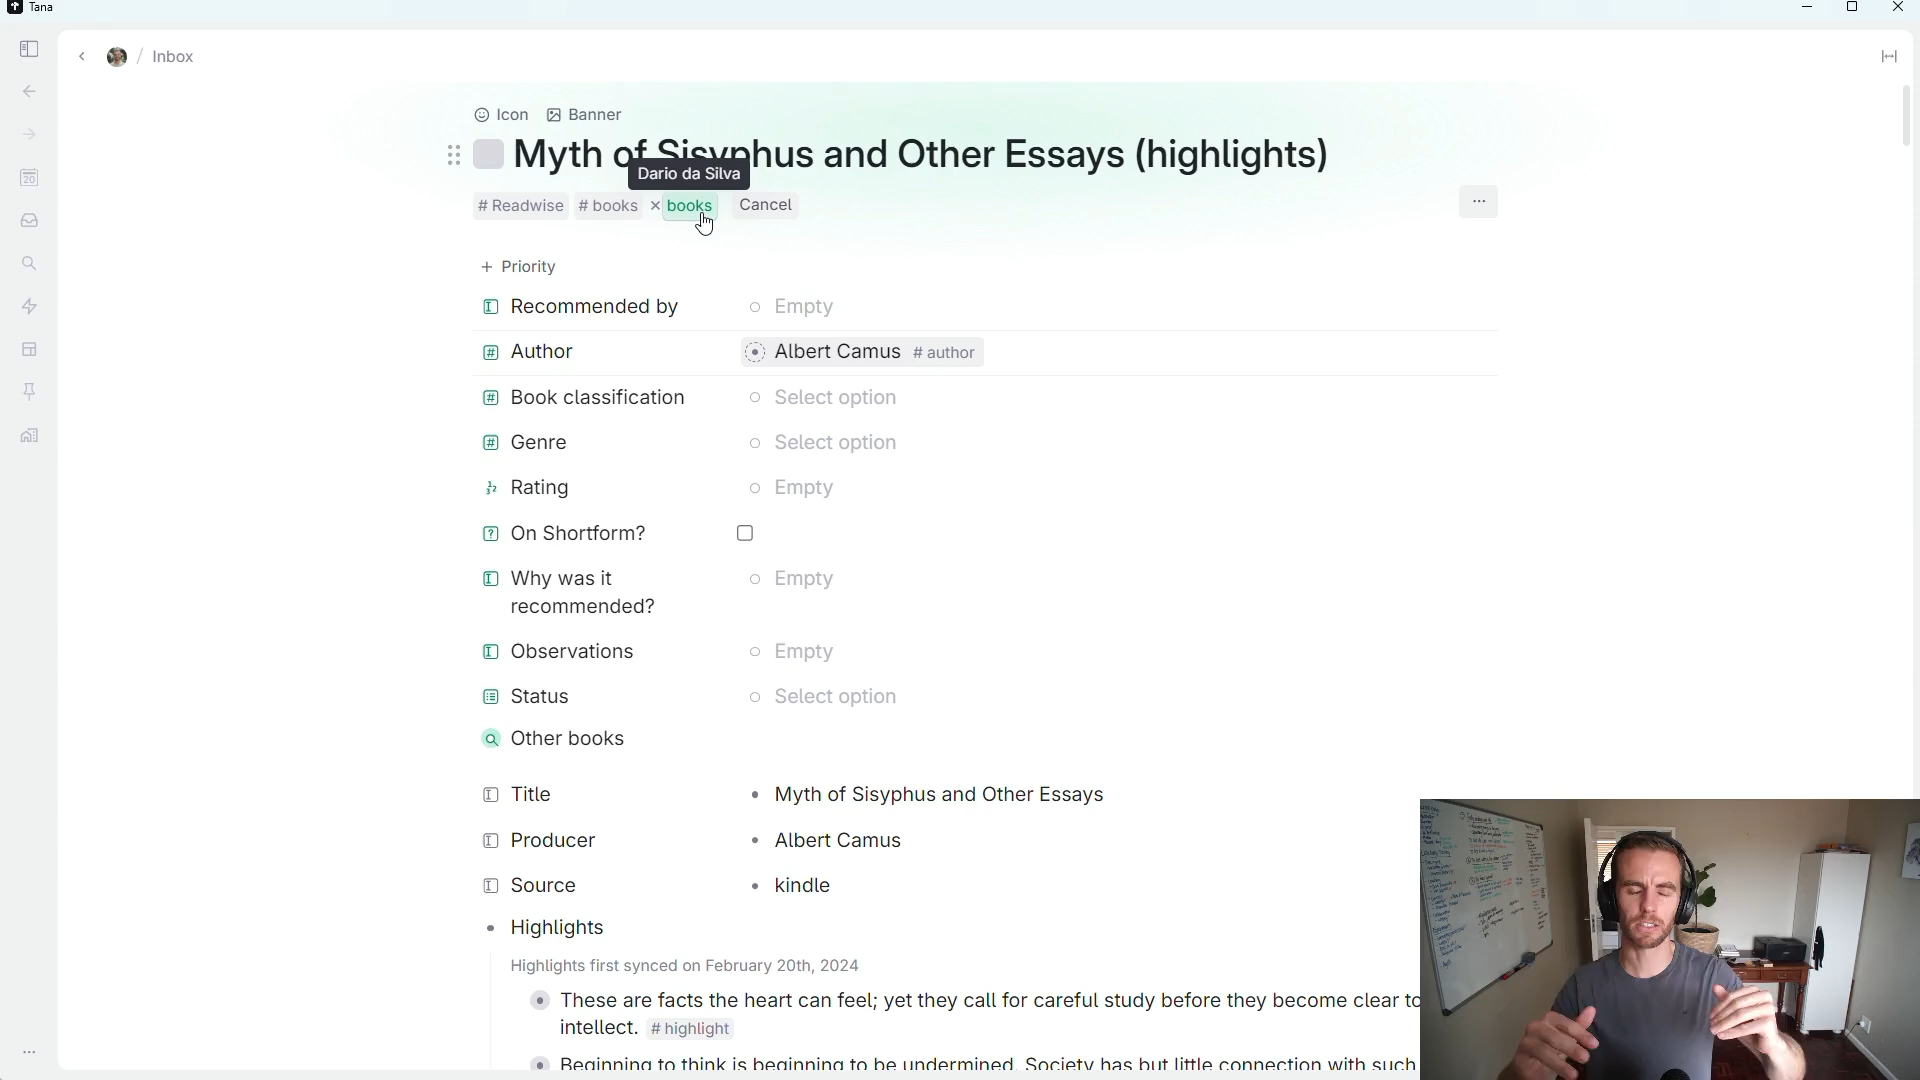 Tana
/ Inbox
Icon Banner
Myth of Sisyphus and Other Essays (highlights)
Dario da Silva
# Readwise # books × books Cancel
...
+ Priority
Recommended by Empty
Author Albert Camus # author
Book classification Select option
Genre Select option
Rating Empty
On Shortform?
Why was it Empty
recommended?
Observations Empty
Status Select option
Other books
Title Myth of Sisyphus and Other Essays
Producer Albert Camus
Source kindle
Highlights
Highlights first synced on February 20th, 2024
These are facts the heart can feel; yet they call for careful study before they become clear to
intellect. # highlight
Beginning to think is beginning to be undermined. Society has but little connection with such
20